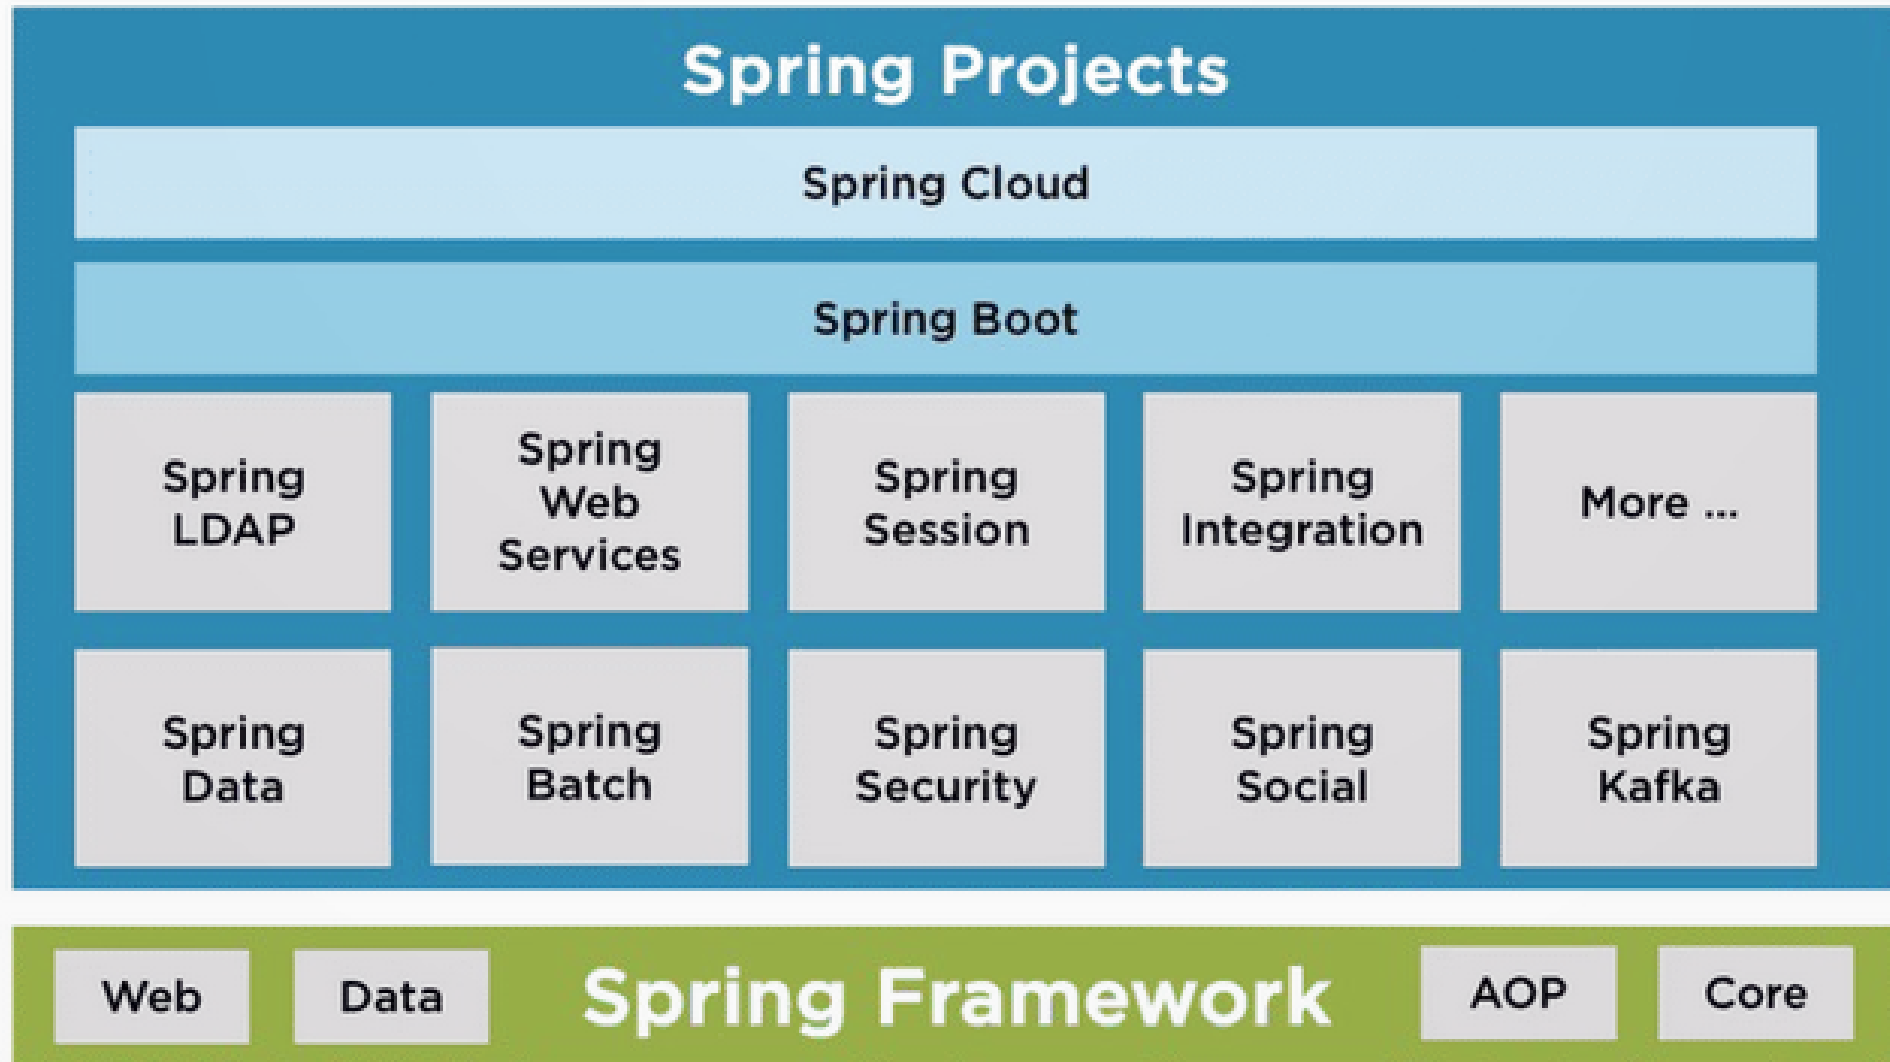 Spring Projects
Spring Cloud
Spring Boot
Spring
LDAP
Spring
Web
Services
Spring
Session
Spring
Integration
More ...
Spring
Data
Spring
Batch
Spring
Security
Spring
Social
Spring
Kafka
Web
Data
Spring Framework
AOP
Core